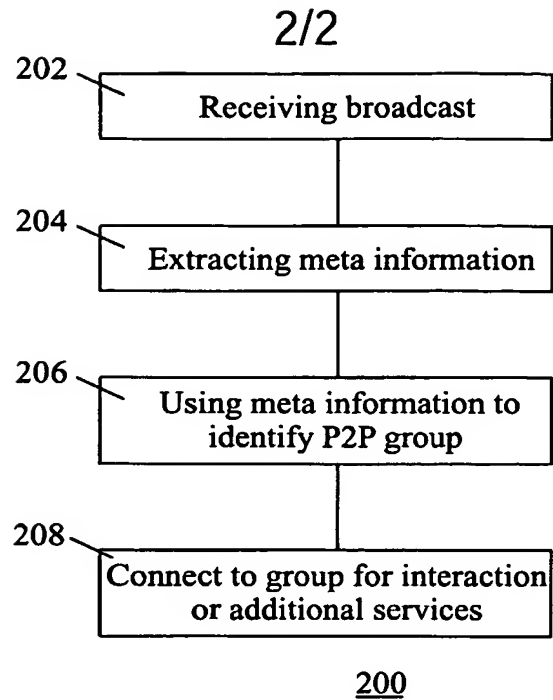 2/2
202
Receiving broadcast
204
Extracting meta information
206
Using meta information to
identify P2P group
208
Connect to group for interaction
or additional services
200